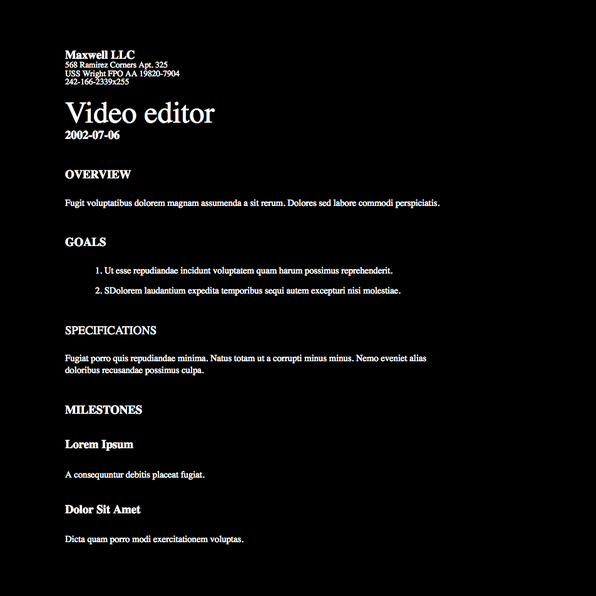 Maxwell LLC
568 Ramirez Corners Apt. 325
USS Wright FPO AA 19820-7904
242-166-2339x255
Video editor
2002-07-06
OVERVIEW
Fugit voluptatibus dolorem magnam assumenda a sit rerum. Dolores sed labore commodi perspiciatis.
GOALS
1. Ut esse repudiandae incidunt voluptatem quam harum possimus reprehenderit.
2. SDolorem laudantium expedita temporibus sequi autem excepturi nisi molestiae.
SPECIFICATIONS
Fugiat porro quis repudiandae minima. Natus totam ut a corrupti minus minus. Nemo eveniet alias
doloribus recusandae possimus culpa.
MILESTONES
Lorem Ipsum
A consequuntur debitis placeat fugiat.
Dolor Sit Amet
Dicta quam porro modi exercitationem voluptas.